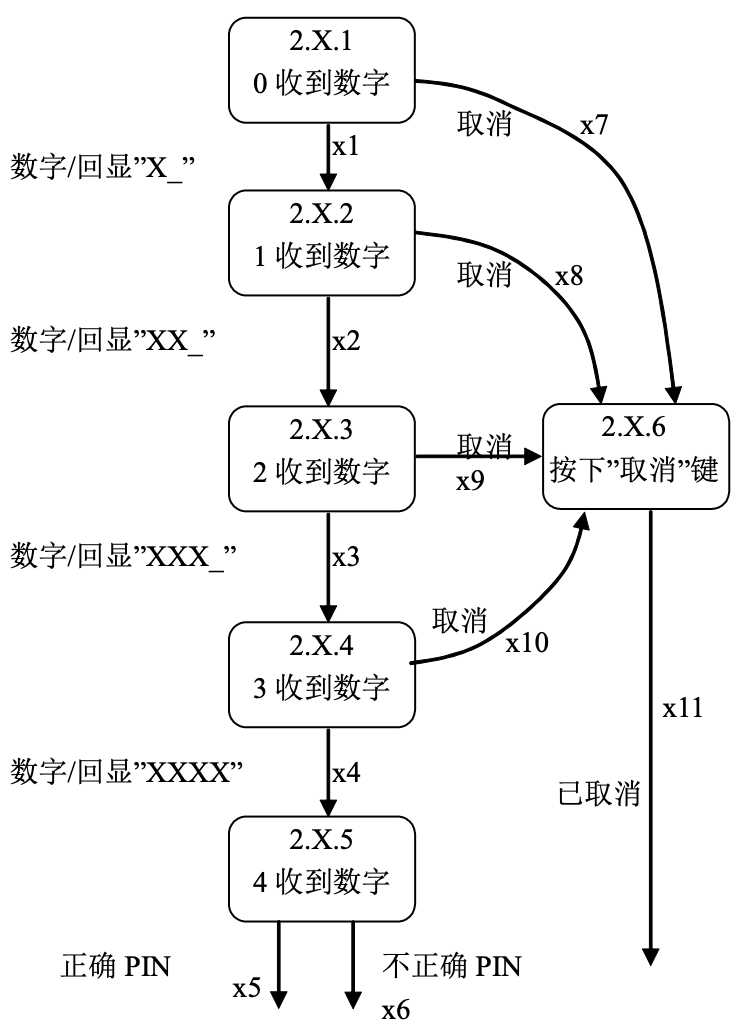 2.X.1
0 收到数字
取消
x7
x1
数字/回显”X_”
2.X.2
1 收到数字
取消
x8
数字/回显”XX_”
x2
2.X.3
2 收到数字
取消
x9
2.X.6
按下”取消”键
数字/回显”XXX_”
x3
取消
x10
2.X.4
3 收到数字
x11
数字/回显”XXXX”
x4
已取消
2.X.5
4 收到数字
正确 PIN
x5
不正确 PIN
x6